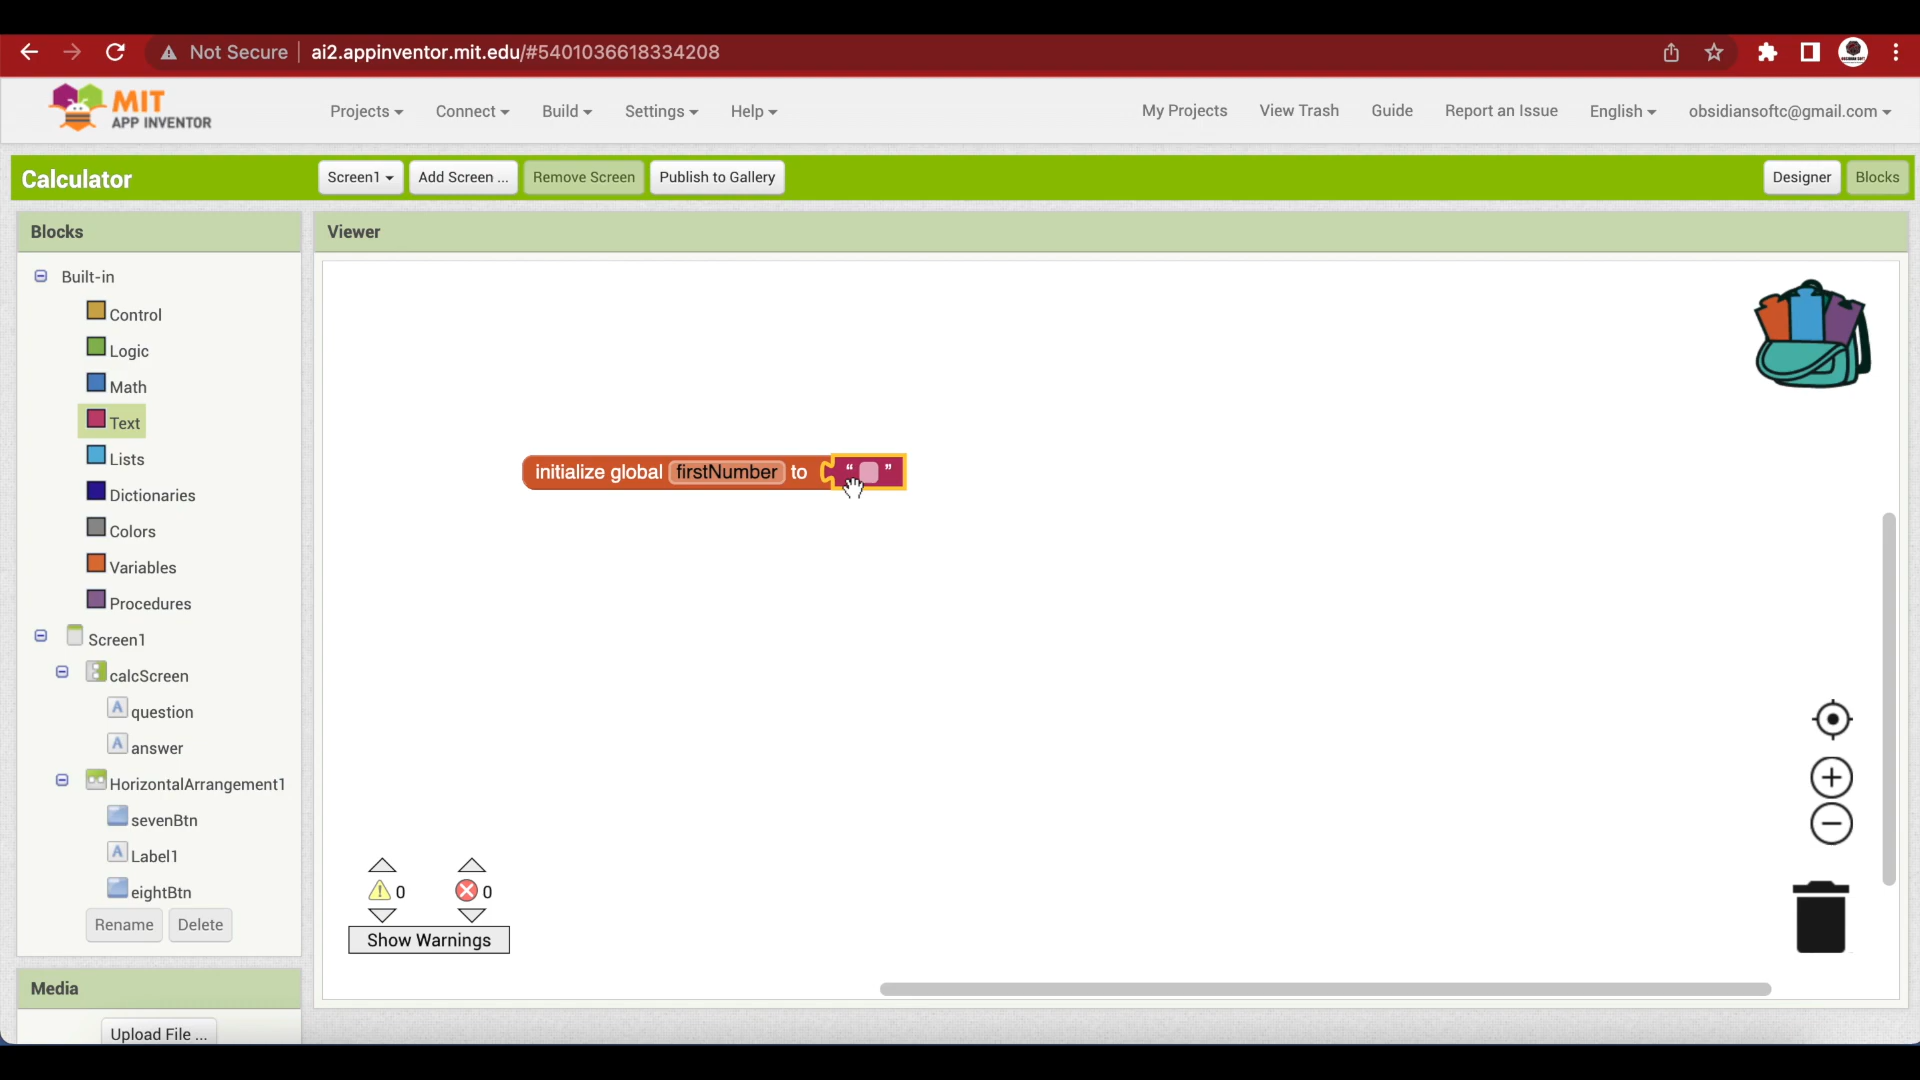 Not Secure | ai2.appinventor.mit.edu/#5401036618334208
MIT
APP INVENTOR
Projects Connect Build Settings Help My Projects View Trash Guide Report an Issue English obsidiansoftc@gmail.com
Calculator Screen1 Add Screen ... Remove Screen Publish to Gallery Designer Blocks
Blocks Viewer
Built-in
Control
Logic
Math
Text
Lists
Dictionaries
Colors
Variables
Procedures
Screen1
calcScreen
question
answer
HorizontalArrangement1
sevenBtn
Label1
eightBtn
Rename Delete
initialize global firstNumber to “ ”
0 0
Show Warnings
Media
Upload File ...